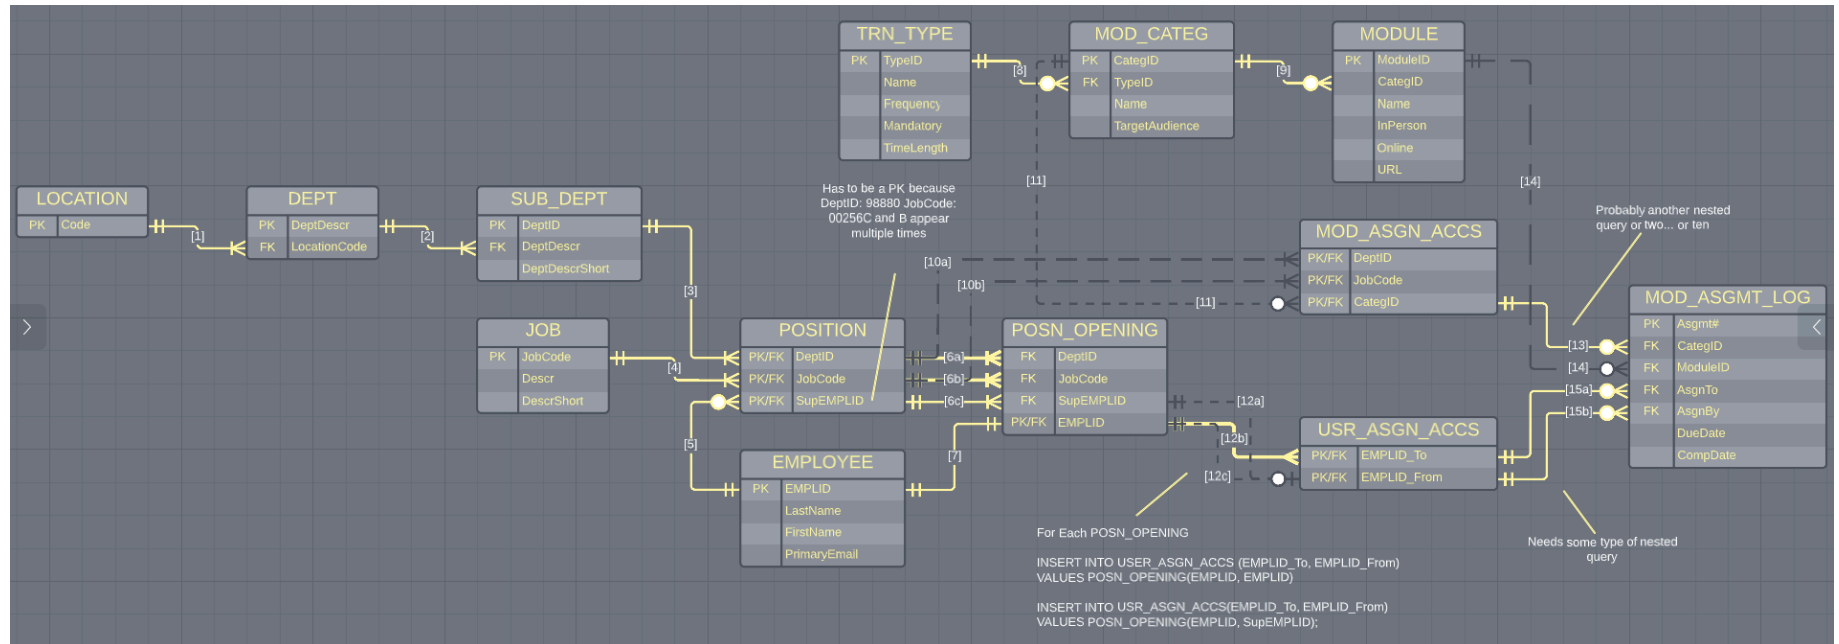 TRN_TYPE
PK TypeID
Name
Frequency
Mandatory
TimeLength
[8]
MOD_CATEG
PK CategID
FK TypeID
Name
TargetAudience
[9]
MODULE
PK ModuleID
CategID
Name
InPerson
Online
URL
[11]
[14]
LOCATION
PK Code
[1]
DEPT
PK DeptDescr
FK LocationCode
[2]
SUB_DEPT
PK DeptID
FK DeptDescr
DeptDescrShort
[3]
Has to be a PK because
DeptID: 98880 JobCode:
00256C and B appear
multiple times
Probably another nested
query or two... or ten
MOD_ASGN_ACCS
PK/FK DeptID
PK/FK JobCode
PK/FK CategID
[10a]
[10b]
[11]
JOB
PK JobCode
Descr
DescrShort
[4]
POSITION
PK/FK DeptID
PK/FK JobCode
PK/FK SupEMPLID
[6a]
[6b]
[6c]
POSN_OPENING
FK DeptID
FK JobCode
FK SupEMPLID
PK/FK EMPLID
MOD_ASGMT_LOG
PK Asgmt#
FK CategID
FK ModuleID
FK AsgnTo
FK AsgnBy
DueDate
CompDate
[13]
[14]
[15a]
[15b]
[5]
[7]
[12a]
[12b]
[12c]
EMPLOYEE
PK EMPLID
LastName
FirstName
PrimaryEmail
USR_ASGN_ACCS
PK/FK EMPLID_To
PK/FK EMPLID_From
For Each POSN_OPENING
INSERT INTO USER_ASGN_ACCS (EMPLID_To, EMPLID_From)
VALUES POSN_OPENING(EMPLID, EMPLID)
INSERT INTO USR_ASGN_ACCS(EMPLID_To, EMPLID_From)
VALUES POSN_OPENING(EMPLID, SupEMPLID);
Needs some type of nested
query